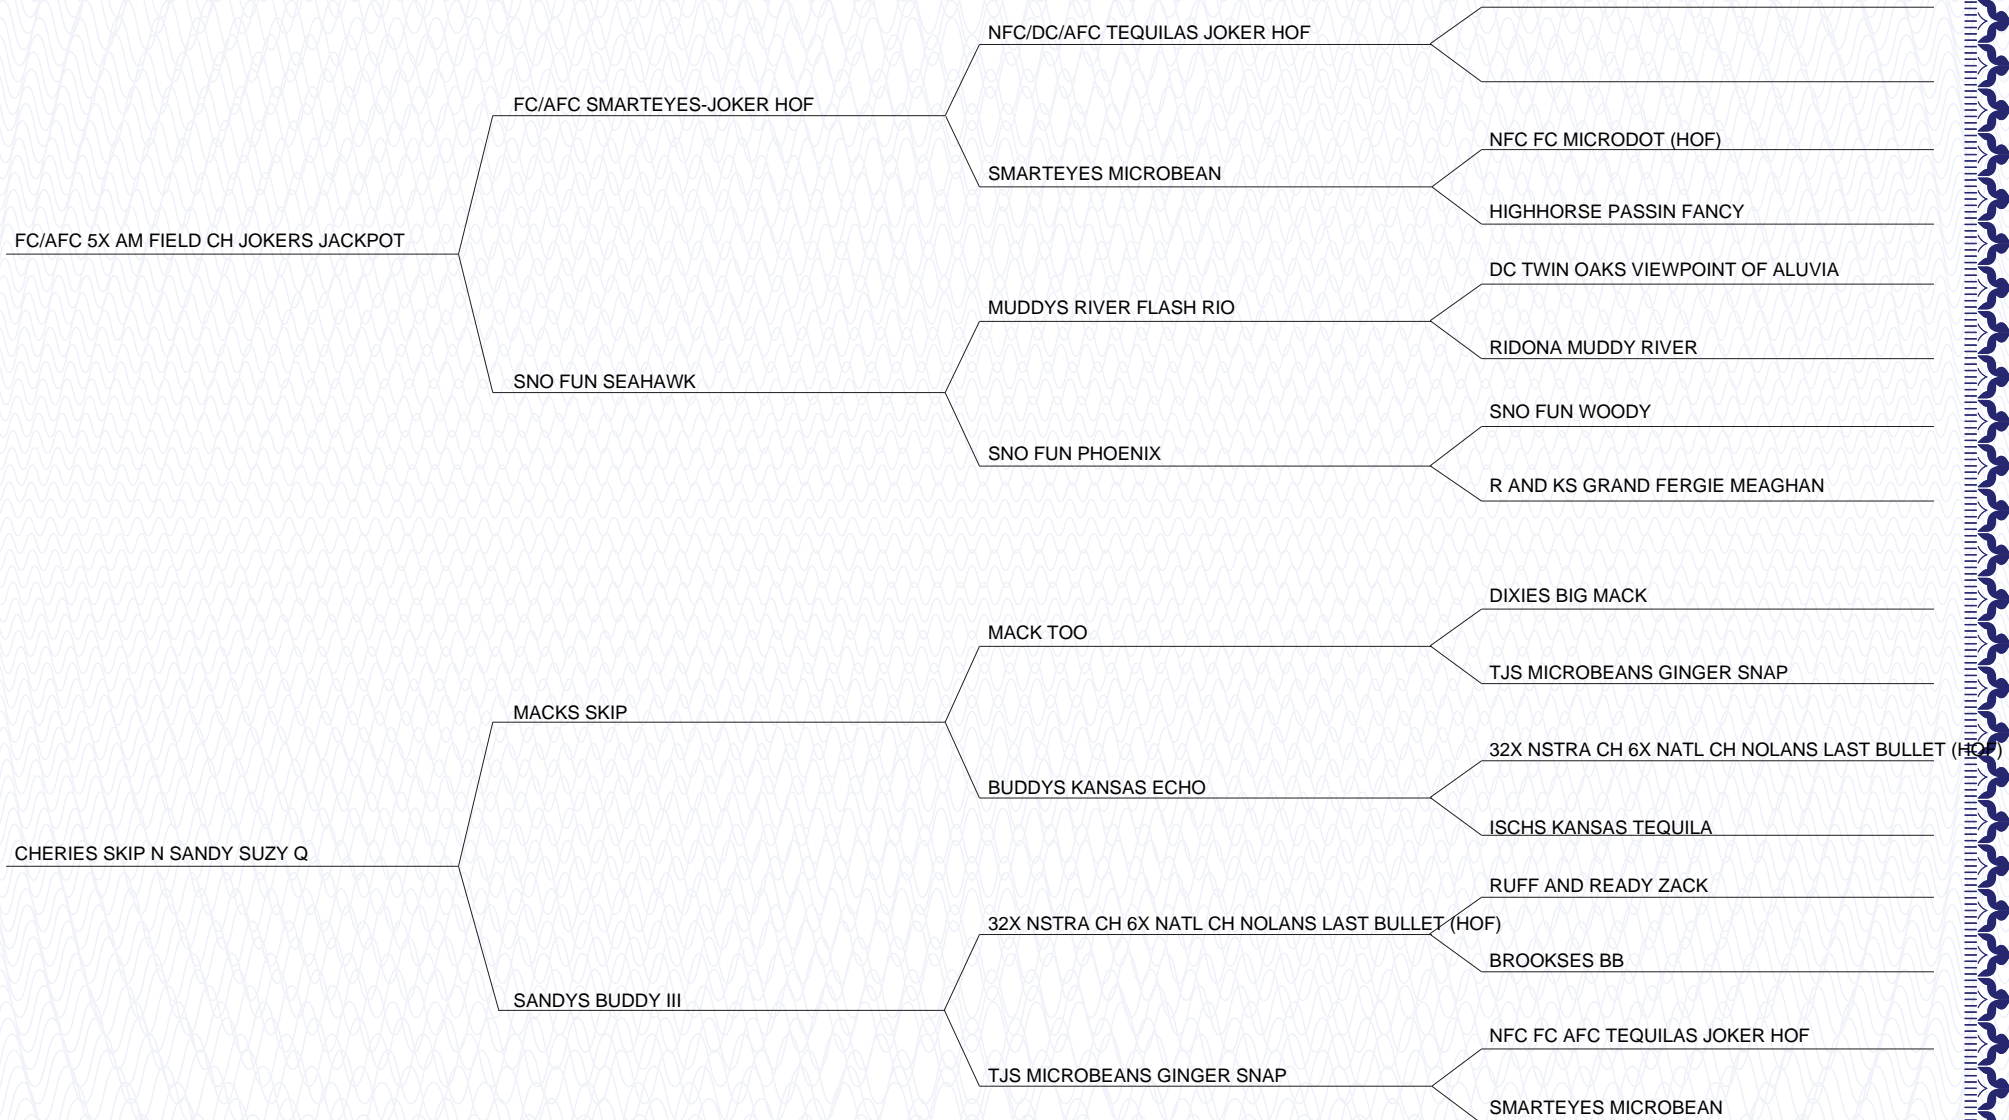 NFC/DC/AFC TEQUILAS JOKER HOF
FC/AFC SMARTEYES-JOKER HOF
NFC FC MICRODOT (HOF)
SMARTEYES MICROBEAN
HIGHHORSE PASSIN FANCY
FC/AFC 5X AM FIELD CH JOKERS JACKPOT
DC TWIN OAKS VIEWPOINT OF ALUVIA
MUDDYS RIVER FLASH RIO
RIDONA MUDDY RIVER
SNO FUN SEAHAWK
SNO FUN WOODY
SNO FUN PHOENIX
R AND KS GRAND FERGIE MEAGHAN
DIXIES BIG MACK
MACK TOO
TJS MICROBEANS GINGER SNAP
MACKS SKIP
32X NSTRA CH 6X NATL CH NOLANS LAST BULLET (HOF)
BUDDYS KANSAS ECHO
ISCHS KANSAS TEQUILA
CHERIES SKIP N SANDY SUZY Q
RUFF AND READY ZACK
32X NSTRA CH 6X NATL CH NOLANS LAST BULLET (HOF)
BROOKSES BB
SANDYS BUDDY III
NFC FC AFC TEQUILAS JOKER HOF
TJS MICROBEANS GINGER SNAP
SMARTEYES MICROBEAN